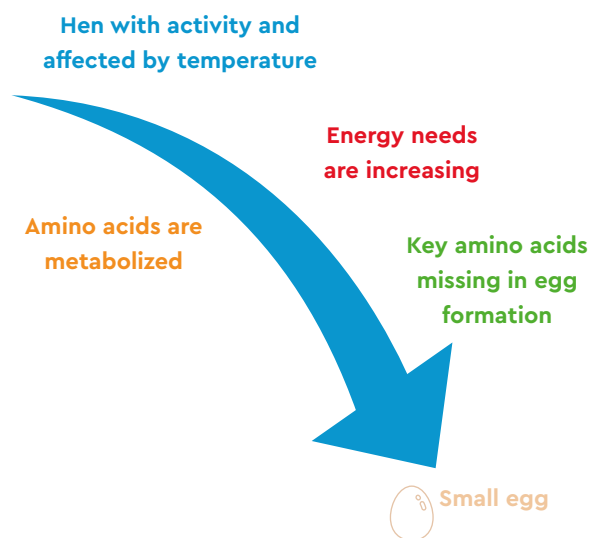 Hen with activity and
affected by temperature
Energy needs
are increasing
Amino acids are
metabolized
Key amino acids
missing in egg
formation
Small egg